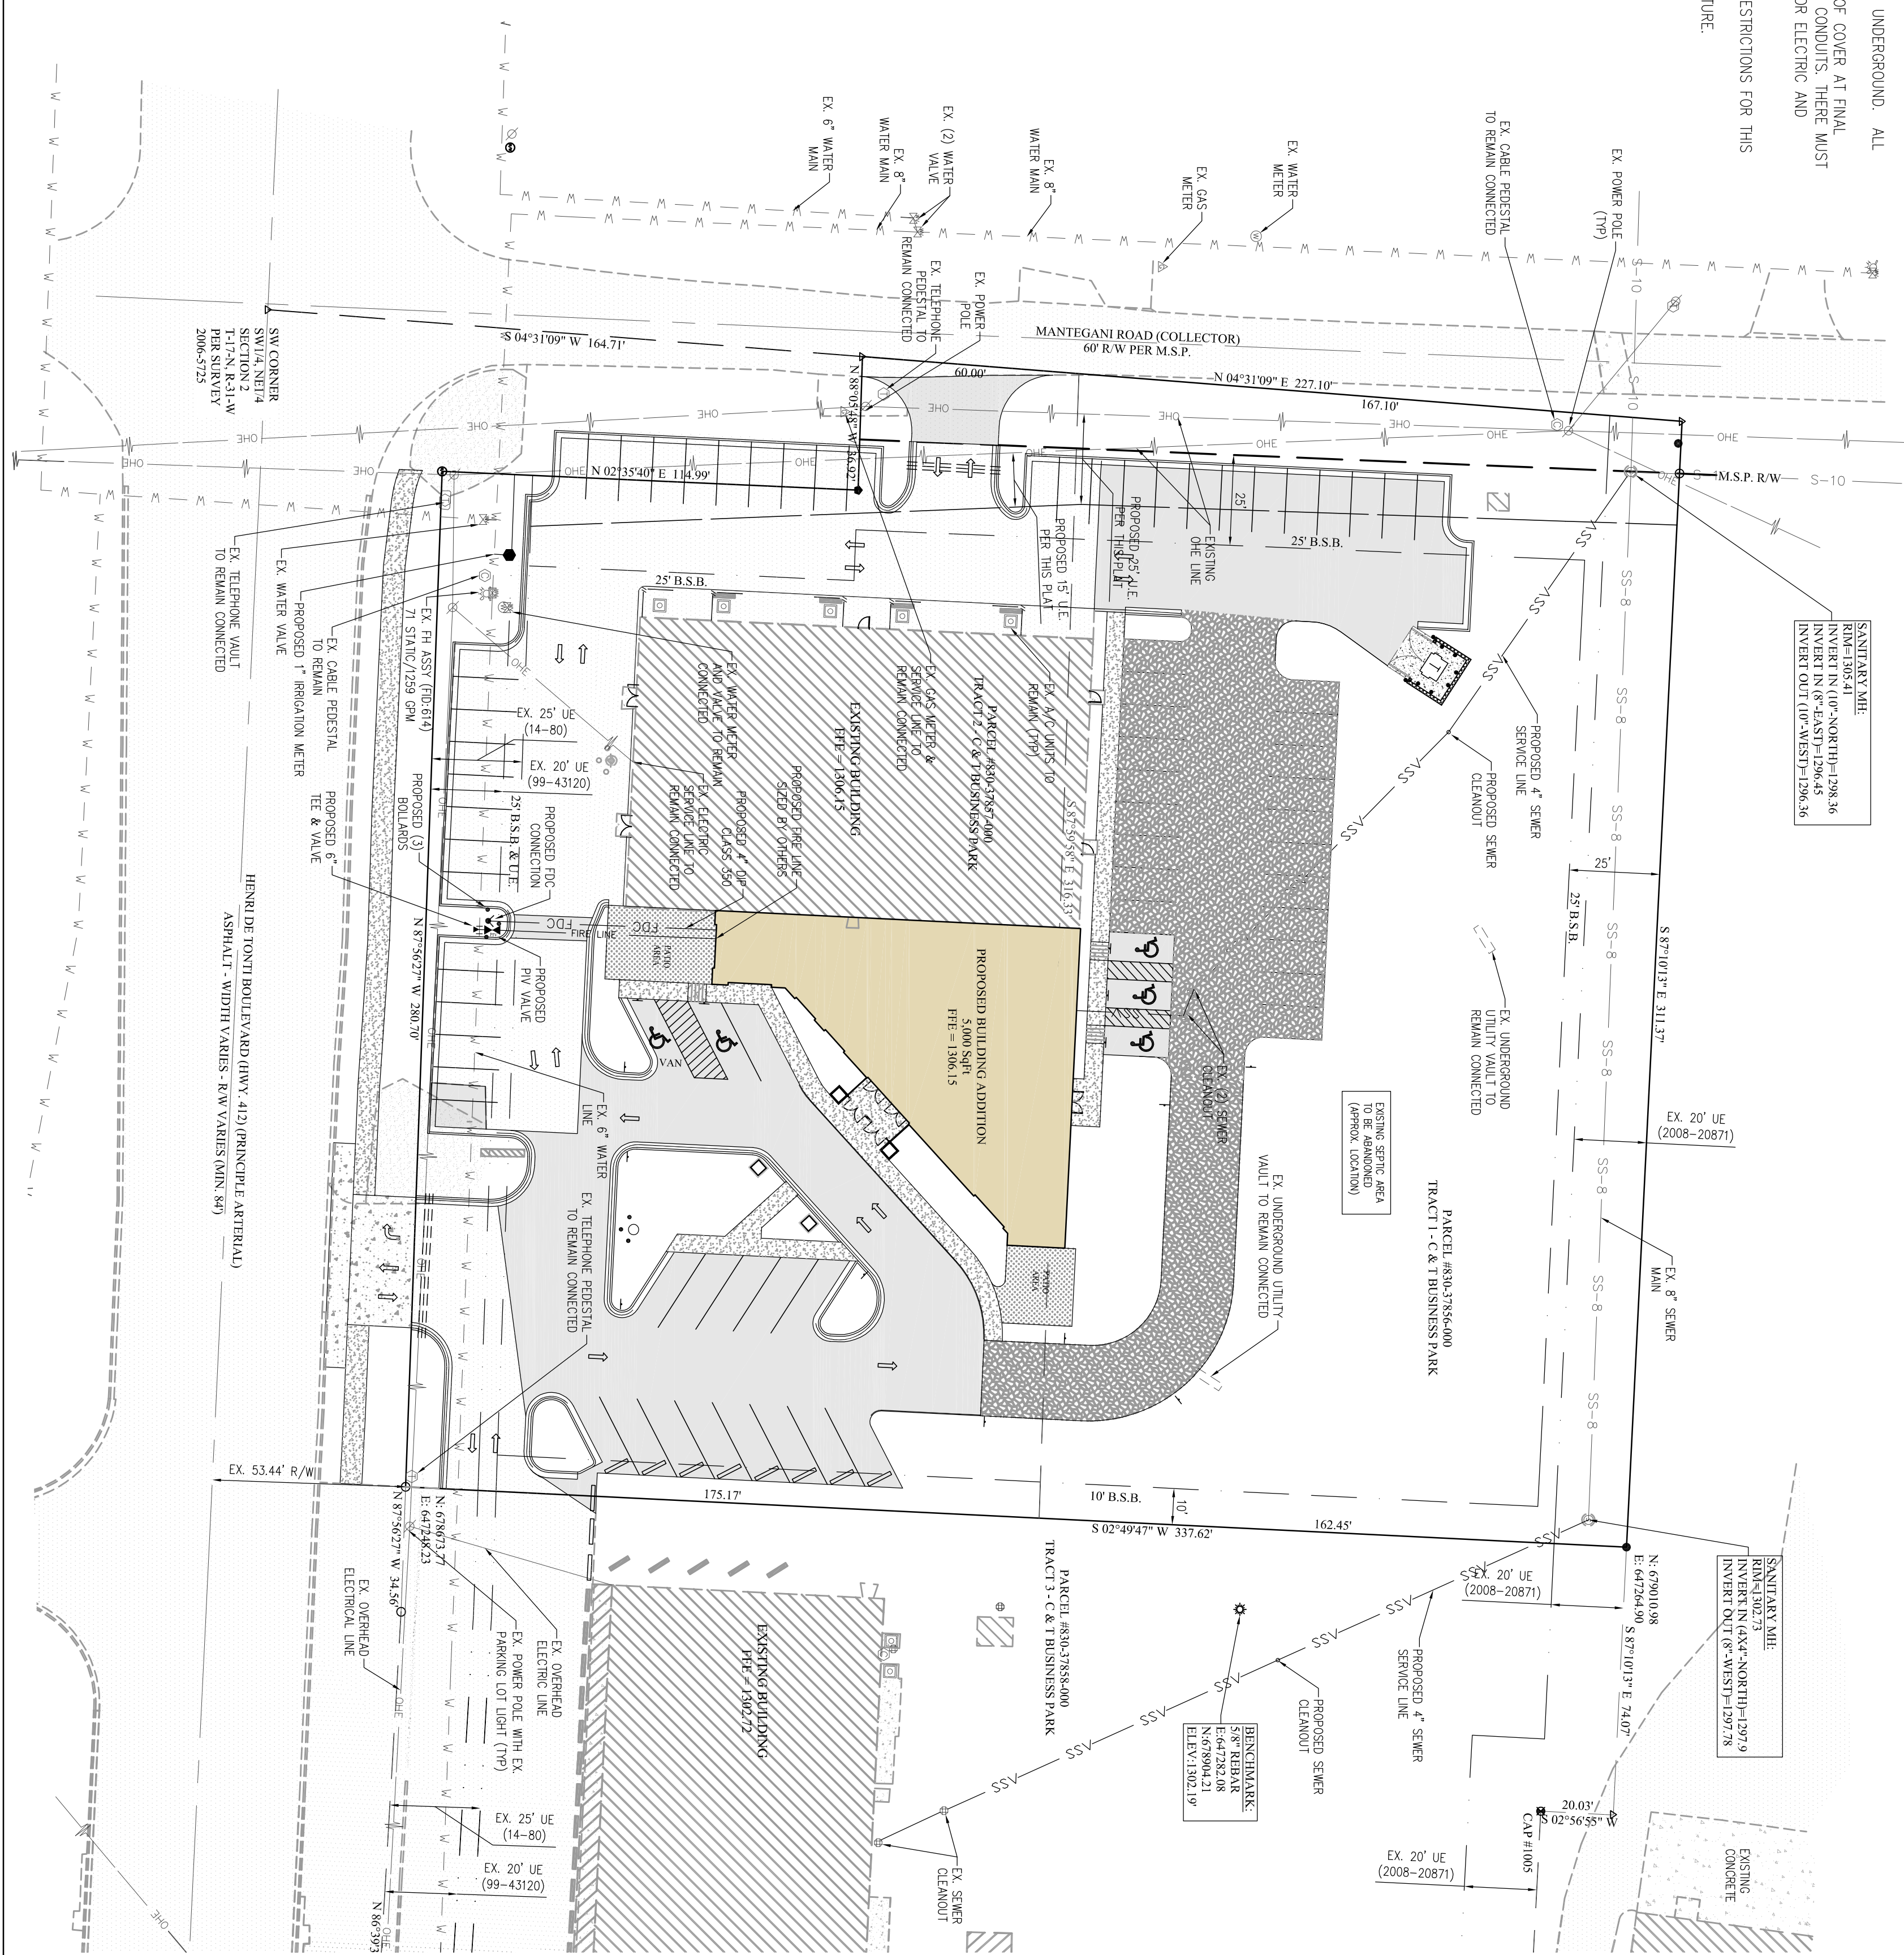 UNDERGROUND. ALL
OF COVER AT FINAL
CONDUITS. THERE MUST
OR ELECTRIC AND
ESTRICTIONS FOR THIS
TURE.
EX. POWER POLE
(TYP)
EX. CABLE PEDESTAL
TO REMAIN CONNECTED
EX. WATER
METER
EX. GAS
METER
EX. 8"
WATER MAIN
EX. (2) WATER
VALVE
EX. 8"
WATER MAIN
EX. 6" WATER
MAIN
EX. POWER
POLE
EX. TELEPHONE
PEDESTAL TO
REMAIN CONNECTED
MANTEGANI ROAD (COLLECTOR)
60' R/W PER M.S.P.
N 04°31'09" E 227.10'
167.10'
60.00'
S 04°31'09" W 164.71'
N 88°05'48" W 36.92'
N 02°35'40" E 114.99'
SW CORNER
SW1/4, NE1/4
SECTION 2
T-17-N, R-31-W
PER SURVEY
2006-5725
M.S.P. R/W
S-10
S-10
S-10
SANITARY MH:
RIM=1305.41
INVERT IN (10"-NORTH)=1298.36
INVERT IN (8"-EAST)=1296.45
INVERT OUT (10"-WEST)=1296.36
25'
25' B.S.B.
EXISTING
OHE LINE
PROPOSED 25' U.E.
PER THIS PLAT
PROPOSED 15' U.E.
PER THIS PLAT
25' B.S.B.
PROPOSED 4" SEWER
SERVICE LINE
PROPOSED SEWER
CLEANOUT
25'
25' B.S.B.
S 87°10'13" E 311.37'
EX. UNDERGROUND
UTILITY VAULT TO
REMAIN CONNECTED
EX. 20' UE
(2008-20871)
EX. 8" SEWER
MAIN
PARCEL #830-37856-000
TRACT 1 - C & T BUSINESS PARK
EXISTING SEPTIC AREA
TO BE ABANDONED
(APPROX. LOCATION)
EX. (2) SEWER
CLEANOUT
EX. UNDERGROUND UTILITY
VAULT TO REMAIN CONNECTED
S 87°59'58" E 316.33'
EX. A/C UNITS TO
REMAIN (TYP)
PARCEL #830-37857-000
TRACT 2 - C & T BUSINESS PARK
EX. GAS METER &
SERVICE LINE TO
REMAIN CONNECTED
EXISTING BUILDING
FFE = 1306.15
EX. WATER METER
AND VALVE TO REMAIN
CONNECTED
PROPOSED FIRE LINE
SIZED BY OTHERS
PROPOSED 4" DIP
CLASS 350
EX. ELECTRIC
SERVICE LINE TO
REMAIN CONNECTED
PROPOSED BUILDING ADDITION
5,000 SqFt
FFE = 1306.15
PATIO
AREA
PATIO
AREA
FDC
FDC
FIRE LINE
VAN
EX. 25' UE
(14-80)
EX. 20' UE
(99-43120)
25' B.S.B. & U.E.
PROPOSED FDC
CONNECTION
PROPOSED
PIV VALVE
EX. 6" WATER
LINE
EX. TELEPHONE PEDESTAL
TO REMAIN CONNECTED
EX. TELEPHONE VAULT
TO REMAIN CONNECTED
EX. WATER VALVE
PROPOSED 1" IRRIGATION METER
EX. CABLE PEDESTAL
TO REMAIN
EX. FH ASSY (FID:614)
71 STATIC/1259 GPM
PROPOSED (3)
BOLLARDS
PROPOSED 6"
TEE & VALVE
N 87°56'27" W 280.70'
HENRI DE TONTI BOULEVARD (HWY. 412) (PRINCIPLE ARTERIAL)
ASPHALT - WIDTH VARIES - R/W VARIES (MIN. 84')
EX. 53.44' R/W
175.17'
10' B.S.B.
10'
S 02°49'47" W 337.62'
162.45'
N: 678673.77
E: 647248.23
N 87°56'27" W 34.56'
EX. OVERHEAD
ELECTRICAL LINE
EX. OVERHEAD
ELECTRIC LINE
EX. POWER POLE WITH EX.
PARKING LOT LIGHT (TYP)
EX. 25' UE
(14-80)
EX. 20' UE
(99-43120)
N 86°39'3
EXISTING BUILDING
FFE = 1302.72
PARCEL #830-37858-000
TRACT 3 - C & T BUSINESS PARK
BENCHMARK:
5/8" REBAR
E:647282.08
N:678904.21
ELEV:1302.19'
PROPOSED SEWER
CLEANOUT
PROPOSED 4" SEWER
SERVICE LINE
EX. SEWER
CLEANOUT
EX. 20' UE
(2008-20871)
N: 679010.98
E: 647264.90
S 87°10'13" E 74.07'
SANITARY MH:
RIM=1302.73
INVERT IN (4X4"-NORTH)=1297.9
INVERT OUT (8"-WEST)=1297.78
20.03'
S 02°56'55" W
CAP #1005
EX. 20' UE
(2008-20871)
EXISTING
CONCRETE